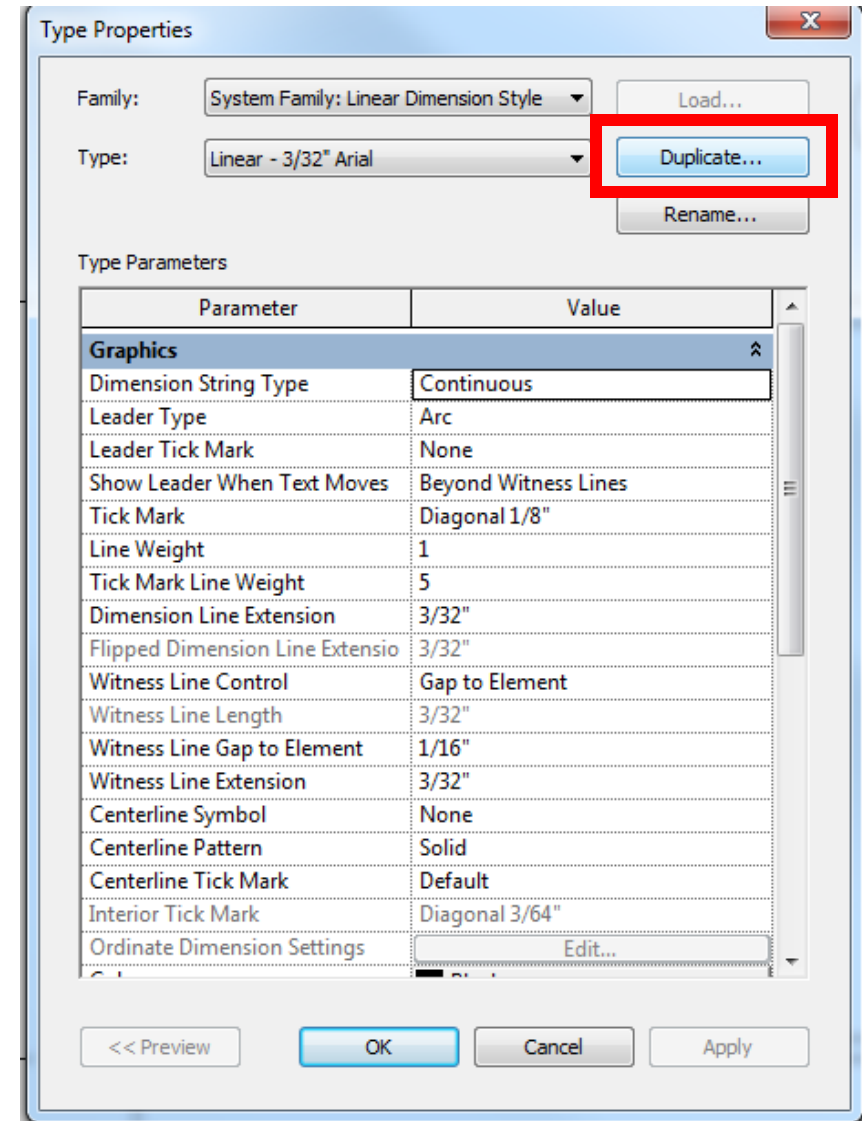 Type Properties
Family: System Family: Linear Dimension Style Load...
Type: Linear - 3/32" Arial Duplicate...
Rename...
Type Parameters
Parameter Value
Graphics
Dimension String Type Continuous
Leader Type Arc
Leader Tick Mark None
Show Leader When Text Moves Beyond Witness Lines
Tick Mark Diagonal 1/8"
Line Weight 1
Tick Mark Line Weight 5
Dimension Line Extension 3/32"
Flipped Dimension Line Extensio 3/32"
Witness Line Control Gap to Element
Witness Line Length 3/32"
Witness Line Gap to Element 1/16"
Witness Line Extension 3/32"
Centerline Symbol None
Centerline Pattern Solid
Centerline Tick Mark Default
Interior Tick Mark Diagonal 3/64"
Ordinate Dimension Settings Edit...
<< Preview OK Cancel Apply